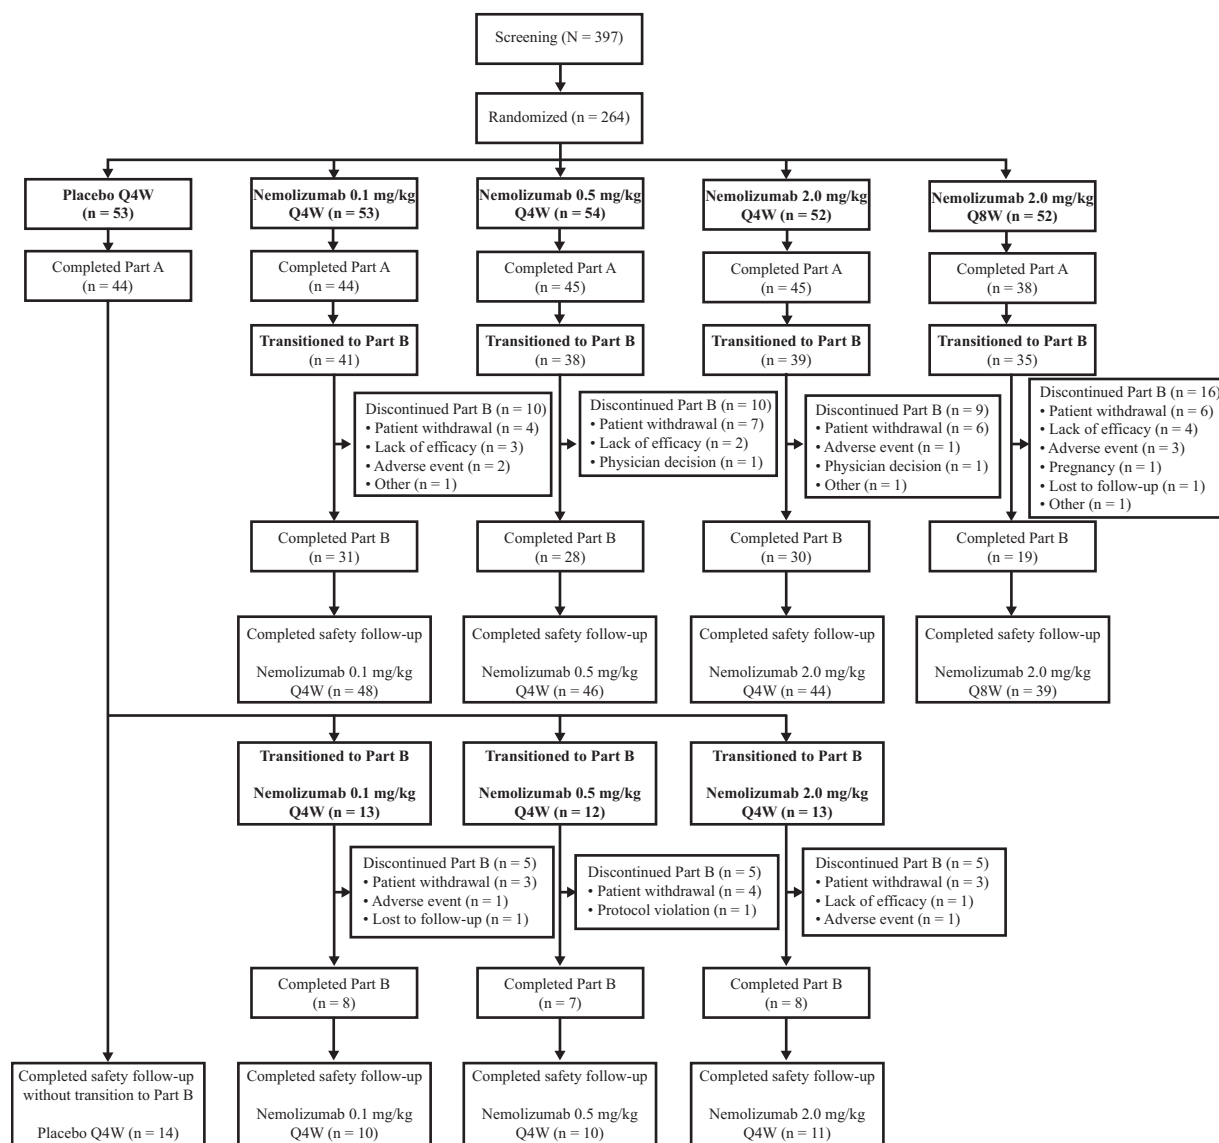 Screening (N = 397)
Randomized (n = 264)
Placebo Q4W
(n = 53)
Nemolizumab 0.1 mg/kg
Q4W (n = 53)
Nemolizumab 0.5 mg/kg
Q4W (n = 54)
Nemolizumab 2.0 mg/kg
Q4W (n = 52)
Nemolizumab 2.0 mg/kg
Q8W (n = 52)
Completed Part A
(n = 44)
Completed Part A
(n = 44)
Completed Part A
(n = 45)
Completed Part A
(n = 45)
Completed Part A
(n = 38)
Transitioned to Part B
(n = 41)
Transitioned to Part B
(n = 38)
Transitioned to Part B
(n = 39)
Transitioned to Part B
(n = 35)
Discontinued Part B (n = 10)
• Patient withdrawal (n = 4)
• Lack of efficacy (n = 3)
• Adverse event (n = 2)
• Other (n = 1)
Discontinued Part B (n = 10)
• Patient withdrawal (n = 7)
• Lack of efficacy (n = 2)
• Physician decision (n = 1)
Discontinued Part B (n = 9)
• Patient withdrawal (n = 6)
• Adverse event (n = 1)
• Physician decision (n = 1)
• Other (n = 1)
Discontinued Part B (n = 16)
• Patient withdrawal (n = 6)
• Lack of efficacy (n = 4)
• Adverse event (n = 3)
• Pregnancy (n = 1)
• Lost to follow-up (n = 1)
• Other (n = 1)
Completed Part B
(n = 31)
Completed Part B
(n = 28)
Completed Part B
(n = 30)
Completed Part B
(n = 19)
Completed safety follow-up
Nemolizumab 0.1 mg/kg
Q4W (n = 48)
Completed safety follow-up
Nemolizumab 0.5 mg/kg
Q4W (n = 46)
Completed safety follow-up
Nemolizumab 2.0 mg/kg
Q4W (n = 44)
Completed safety follow-up
Nemolizumab 2.0 mg/kg
Q8W (n = 39)
Transitioned to Part B
Nemolizumab 0.1 mg/kg
Q4W (n = 13)
Transitioned to Part B
Nemolizumab 0.5 mg/kg
Q4W (n = 12)
Transitioned to Part B
Nemolizumab 2.0 mg/kg
Q4W (n = 13)
Discontinued Part B (n = 5)
• Patient withdrawal (n = 3)
• Adverse event (n = 1)
• Lost to follow-up (n = 1)
Discontinued Part B (n = 5)
• Patient withdrawal (n = 4)
• Protocol violation (n = 1)
Discontinued Part B (n = 5)
• Patient withdrawal (n = 3)
• Lack of efficacy (n = 1)
• Adverse event (n = 1)
Completed Part B
(n = 8)
Completed Part B
(n = 7)
Completed Part B
(n = 8)
Completed safety follow-up
without transition to Part B
Placebo Q4W (n = 14)
Completed safety follow-up
Nemolizumab 0.1 mg/kg
Q4W (n = 10)
Completed safety follow-up
Nemolizumab 0.5 mg/kg
Q4W (n = 10)
Completed safety follow-up
Nemolizumab 2.0 mg/kg
Q4W (n = 11)